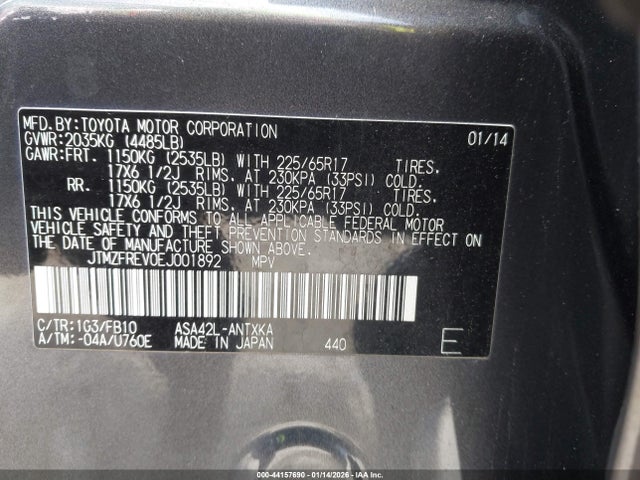 MFD.BY:TOYOTA MOTOR CORPORATION 01/14
GVWR:2035KG (4485LB)
GAWR:FRT. 1150KG (2535LB) WITH 225/65R17 TIRES.
17X6 1/2J RIMS. AT 230KPA (33PSI) COLD.
RR. 1150KG (2535LB) WITH 225/65R17 TIRES.
17X6 1/2J RIMS. AT 230KPA (33PSI) COLD.
THIS VEHICLE CONFORMS TO ALL APPLICABLE FEDERAL MOTOR
VEHICLE SAFETY AND THEFT PREVENTION STANDARDS IN EFFECT ON
THE DATE OF MANUFACTURE SHOWN ABOVE.
JTMZFREV0EJ001892 MPV
C/TR:1G3/FB10 ASA42L-ANTXKA
A/TM:-04A/U760E MADE IN JAPAN 440 E
000-44157690 - 01/14/2026 - Copyright © 2026 IAA, Inc.